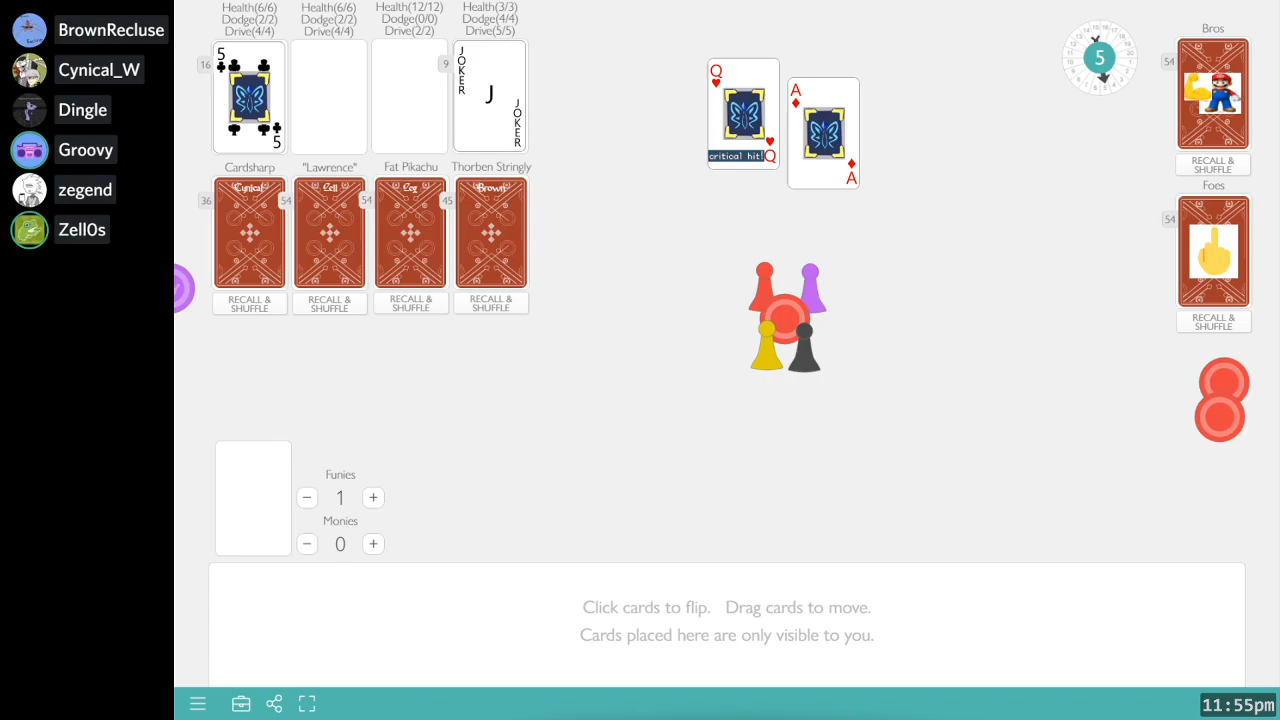 BrownRecluse
Cynical_W
Dingle
Groovy
zegend
Zell0s
Health(6/6)
Dodge(2/2)
Drive(4/4)
Health(6/6)
Dodge(2/2)
Drive(4/4)
Health(12/12)
Dodge(0/0)
Drive(2/2)
Health(3/3)
Dodge(4/4)
Drive(5/5)
16
5
5
9
JOKER
J
JOKER
Cardsharp
"Lawrence"
Fat Pikachu
Thorben Stringly
36
Cynical
54
Cell
54
Ceg
45
Brown
RECALL & SHUFFLE
RECALL & SHUFFLE
RECALL & SHUFFLE
RECALL & SHUFFLE
Q
critical hit!
Q
A
A
5
Bros
54
RECALL & SHUFFLE
Foes
54
RECALL & SHUFFLE
Funies
− 1 +
Monies
− 0 +
Click cards to flip. Drag cards to move.
Cards placed here are only visible to you.
11:55pm